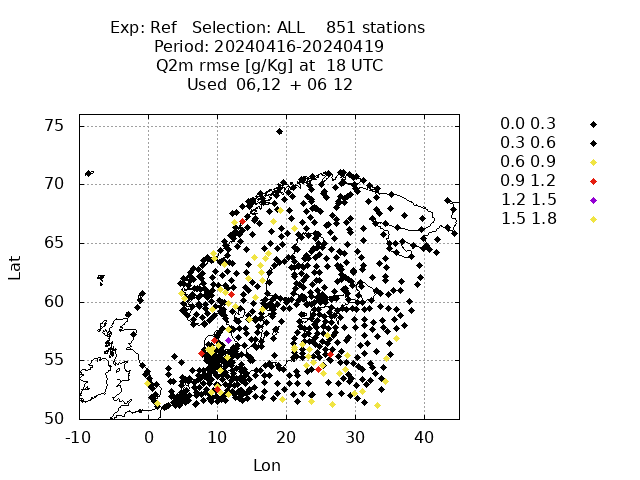 Exp: Ref   Selection: ALL    851 stations
Period: 20240416-20240419
Q2m rmse [g/Kg] at  18 UTC
Used  06,12  + 06 12
0.0 0.3
0.3 0.6
0.6 0.9
0.9 1.2
1.2 1.5
1.5 1.8
75
70
65
60
55
50
Lat
-10 0 10 20 30 40
Lon